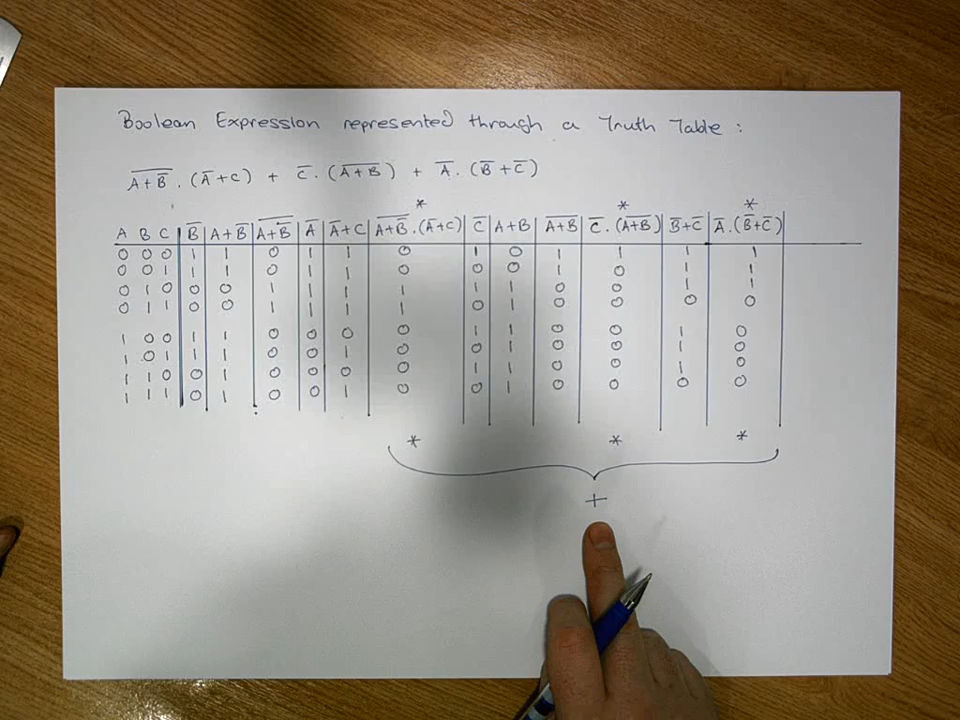 Boolean Expression represented through a Truth Table :
A̅+̅B̿.(A̅+C) + C̅.(A̅+̅B̅) + A̅.(B̅+C̅)
* * *
A B C B̅ A+B̅ A̅+̅B̿ A̅ A̅+C A̅+̅B̿.(A̅+C) C̅ A+B A̅+̅B̅ C̅.(A̅+̅B̅) B̅+C̅ A̅.(B̅+C̅)
0 0 0 1 1 0 1 1 0 1 0 1 1 1 1
0 0 1 1 1 0 1 1 0 0 0 1 0 1 1
0 1 0 0 0 1 1 1 1 1 1 0 0 1 1
0 1 1 0 0 1 1 1 1 0 1 0 0 0 0
1 0 0 1 1 0 0 0 0 1 1 0 0 1 0
1 0 1 1 1 0 0 1 0 0 1 0 0 1 0
1 1 0 0 1 0 0 0 0 1 1 0 0 1 0
1 1 1 0 1 0 0 1 0 0 1 0 0 0 0
* * *
+